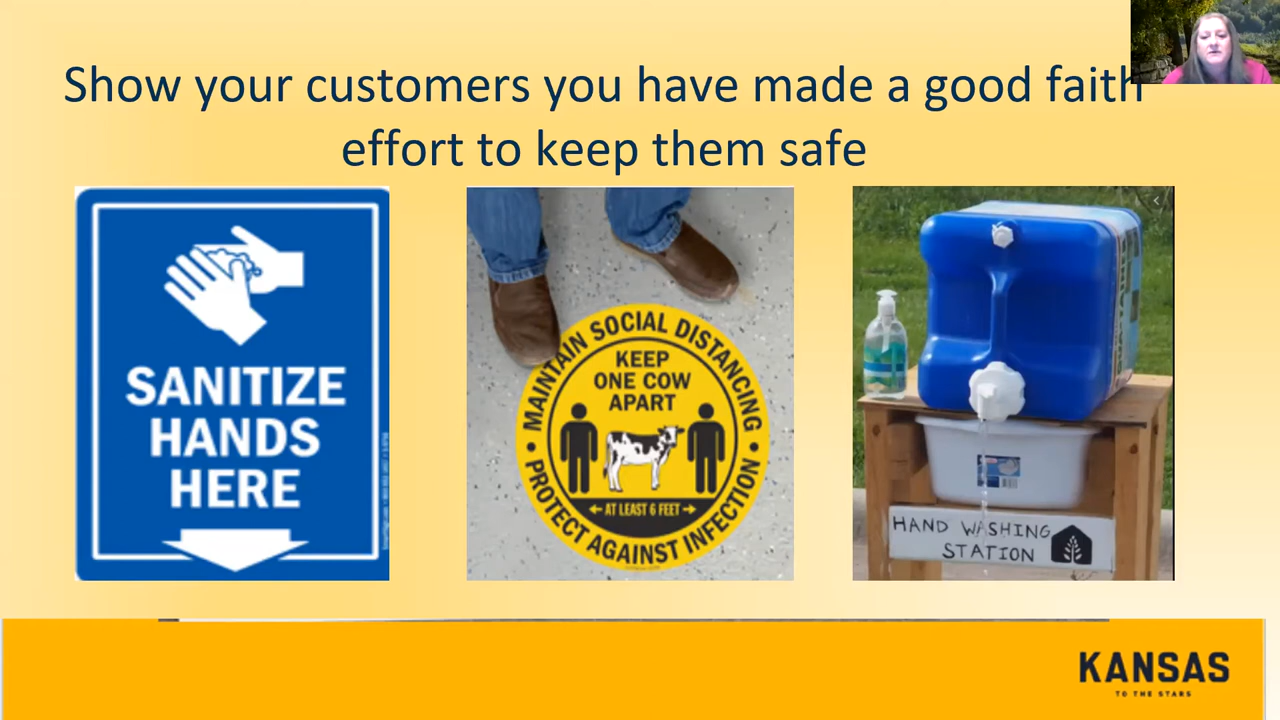 Show your customers you have made a good faith
effort to keep them safe
SANITIZE
HANDS
HERE
MAINTAIN SOCIAL DISTANCING
KEEP
ONE COW
APART
← AT LEAST 6 FEET →
PROTECT AGAINST INFECTION
HAND WASHING
STATION
KANSAS
TO THE STARS